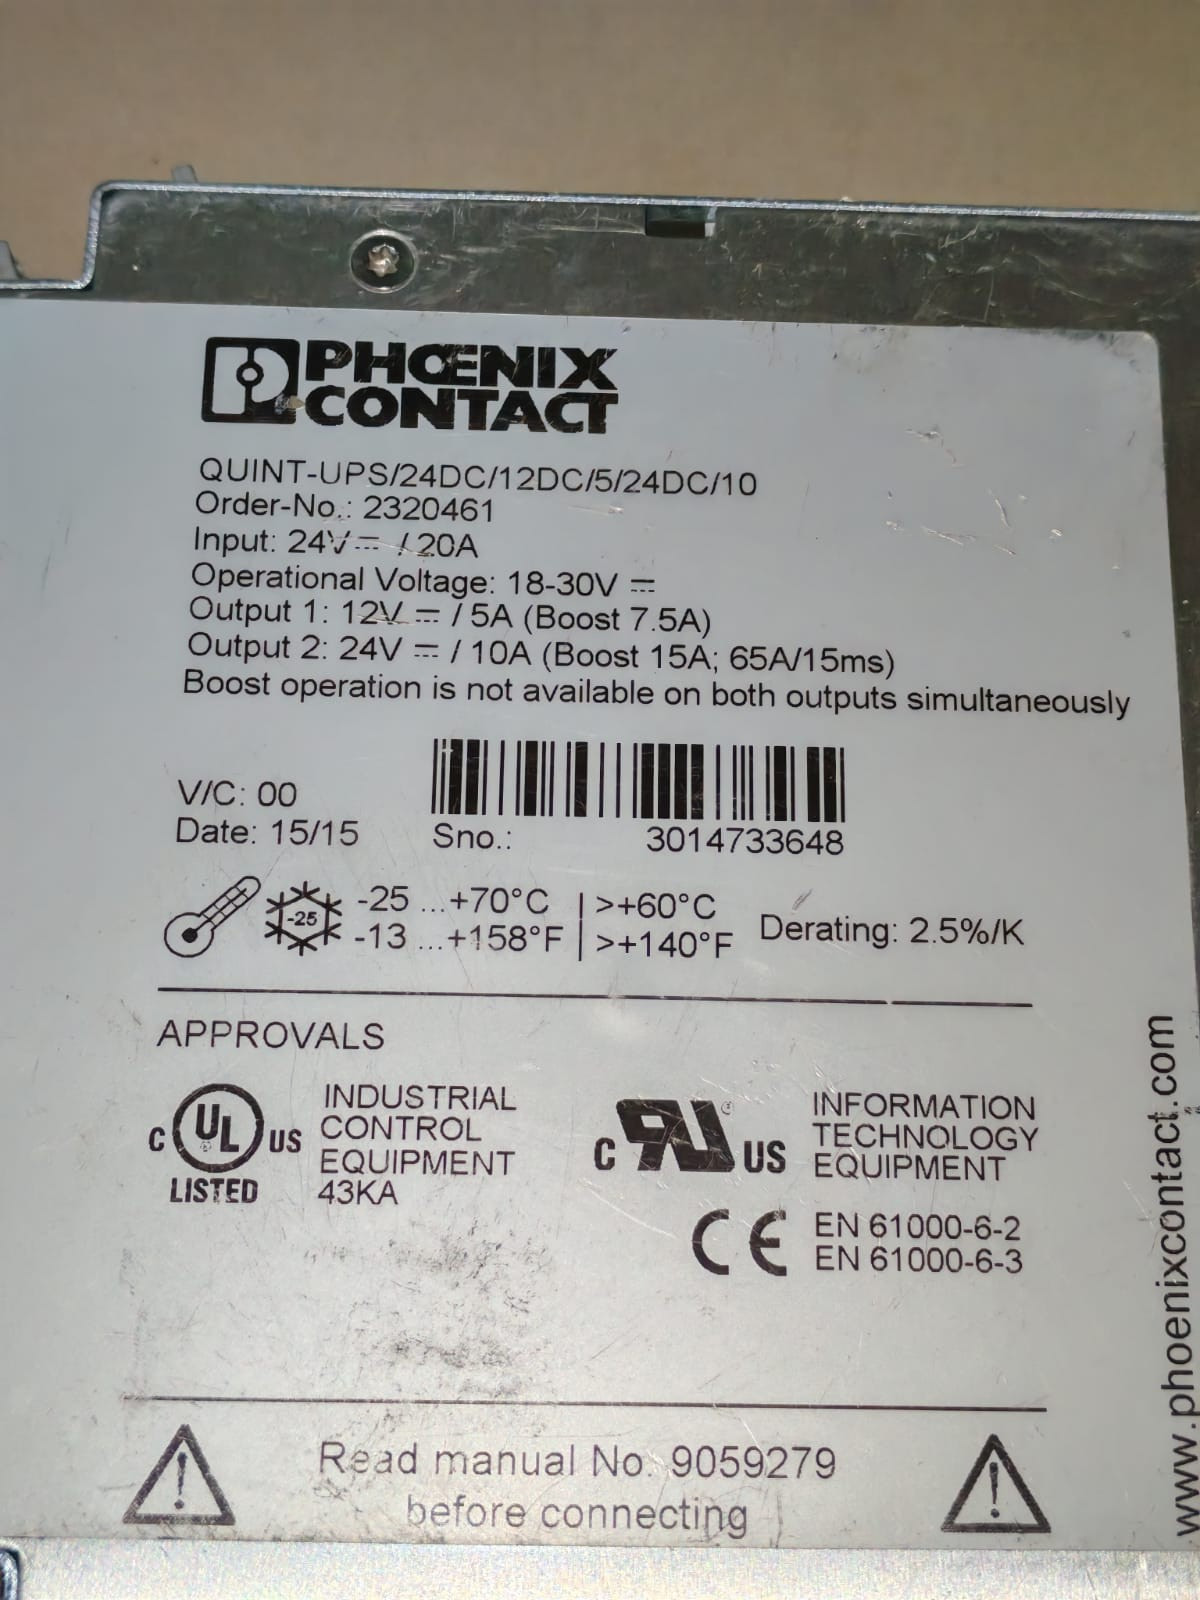 PHŒNIX
CONTACT
QUINT-UPS/24DC/12DC/5/24DC/10
Order-No.: 2320461
Input: 24V ⎓ / 20A
Operational Voltage: 18-30V ⎓
Output 1: 12V ⎓ / 5A (Boost 7.5A)
Output 2: 24V ⎓ / 10A (Boost 15A; 65A/15ms)
Boost operation is not available on both outputs simultaneously
V/C: 00
Date: 15/15
Sno.: 3014733648
-25
-25 ...+70°C >+60°C
-13 ...+158°F >+140°F
Derating: 2.5%/K
APPROVALS
C UL US
LISTED
INDUSTRIAL
CONTROL
EQUIPMENT
43KA
C RU ® US
INFORMATION
TECHNOLOGY
EQUIPMENT
CE
EN 61000-6-2
EN 61000-6-3
Read manual No. 9059279
before connecting
www.phoenixcontact.com